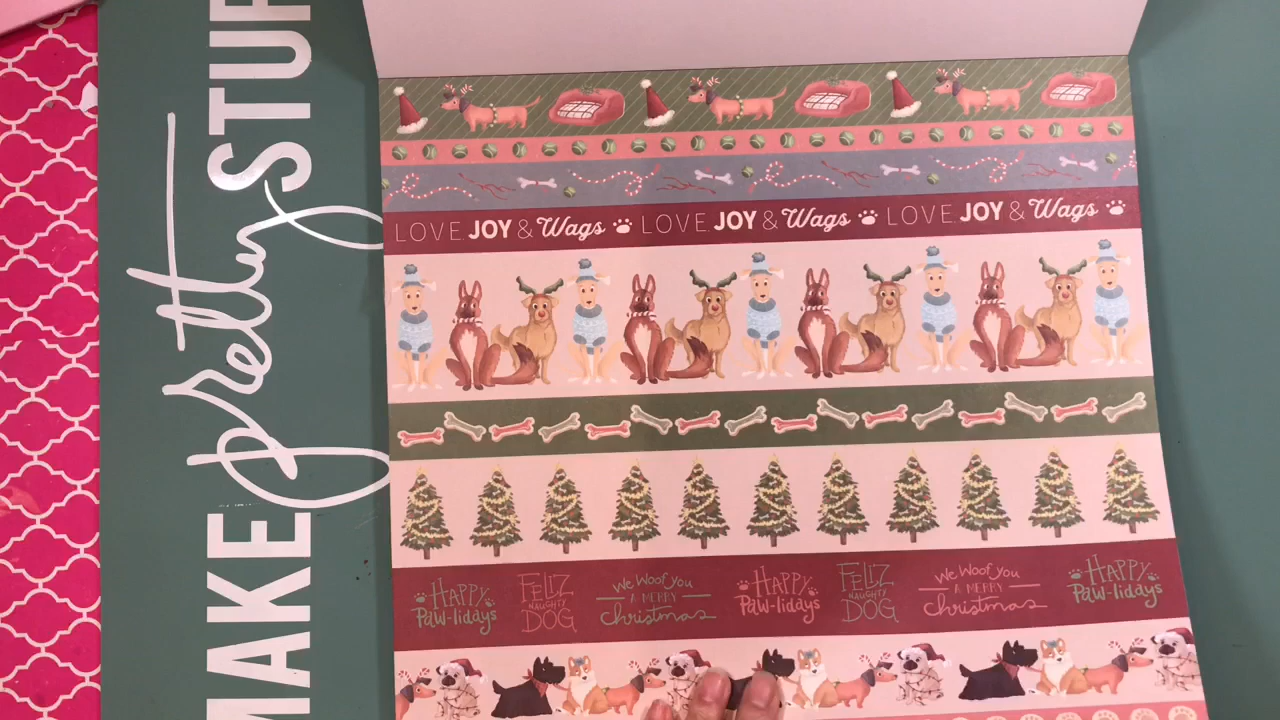 MAKE pretty STUF
LOVE JOY & Wags LOVE JOY & Wags LOVE JOY & Wags
HAPPY Paw-lidays
FELIZ NAUGHTY DOG
We Woof You A MERRY Christmas
HAPPY Paw-lidays
FELIZ NAUGHTY DOG
We Woof You A MERRY Christmas
HAPPY Paw-lidays